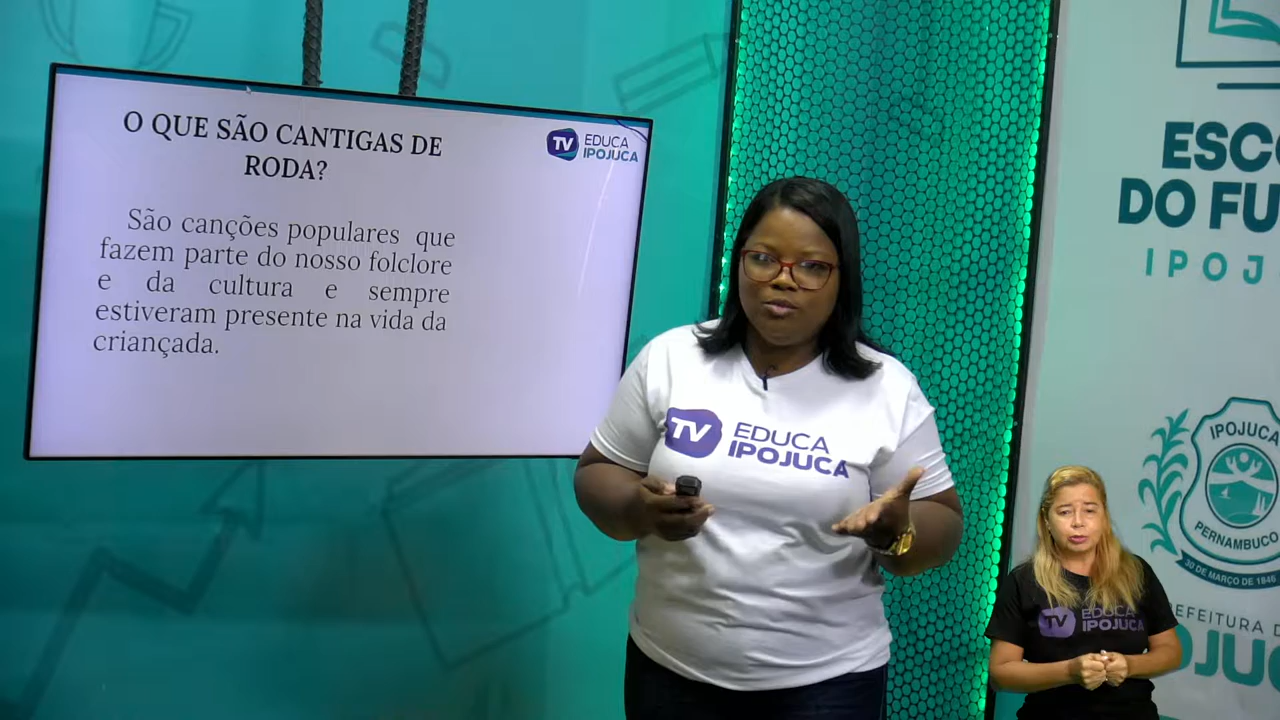 O QUE SÃO CANTIGAS DE
RODA?
TV EDUCA
IPOJUCA
São canções populares que
fazem parte do nosso folclore
e da cultura e sempre
estiveram presente na vida da
criançada.
TV EDUCA
IPOJUCA
ESCO
DO FU
IPOJ
IPOJUCA
PERNAMBUCO
30 DE MARÇO DE 1846
EFEITURA D
OJUC
TV EDUCA
IPOJUCA